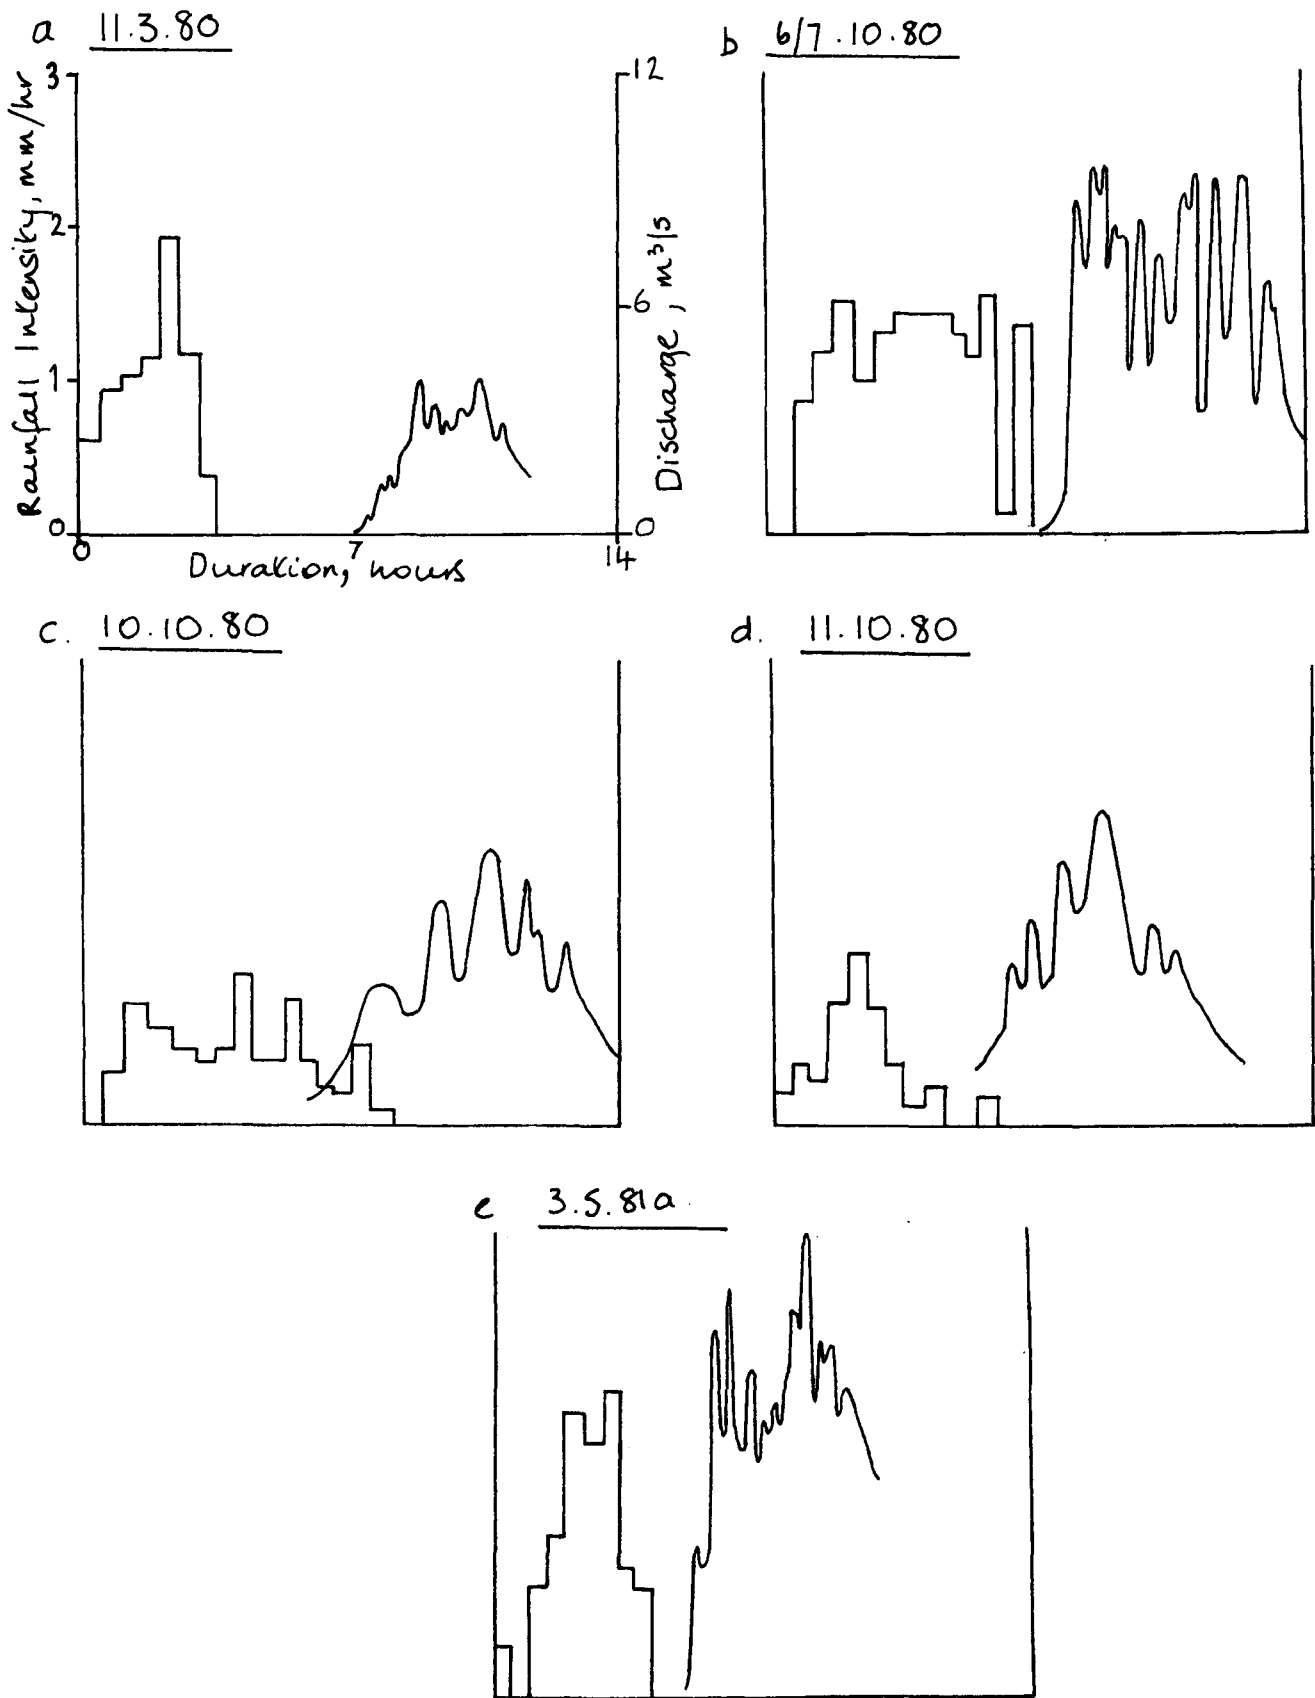 a 11.3.80
3
2
1
0
Rainfall Intensity, mm/hr
12
6
0
Discharge, m³/s
0 7 14
Duration, hours
b 6/7.10.80
c. 10.10.80
d. 11.10.80
e 3.5.81a